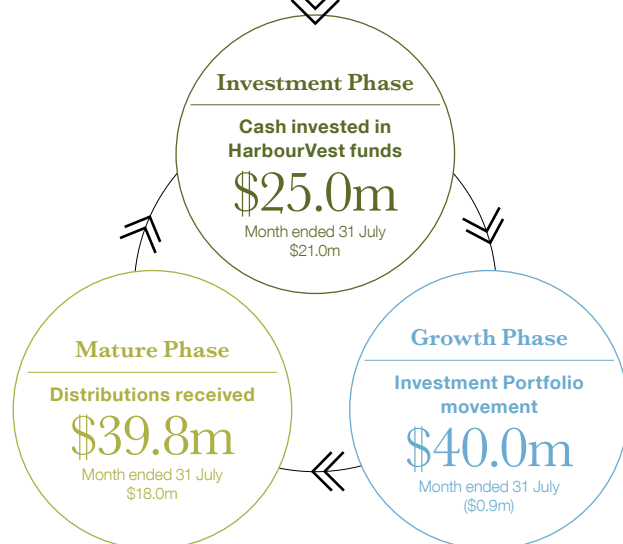 Investment Phase
Cash invested in
HarbourVest funds
$25.0m
Month ended 31 July
$21.0m
Mature Phase
Distributions received
$39.8m
Month ended 31 July
$18.0m
Growth Phase
Investment Portfolio
movement
$40.0m
Month ended 31 July
($0.9m)